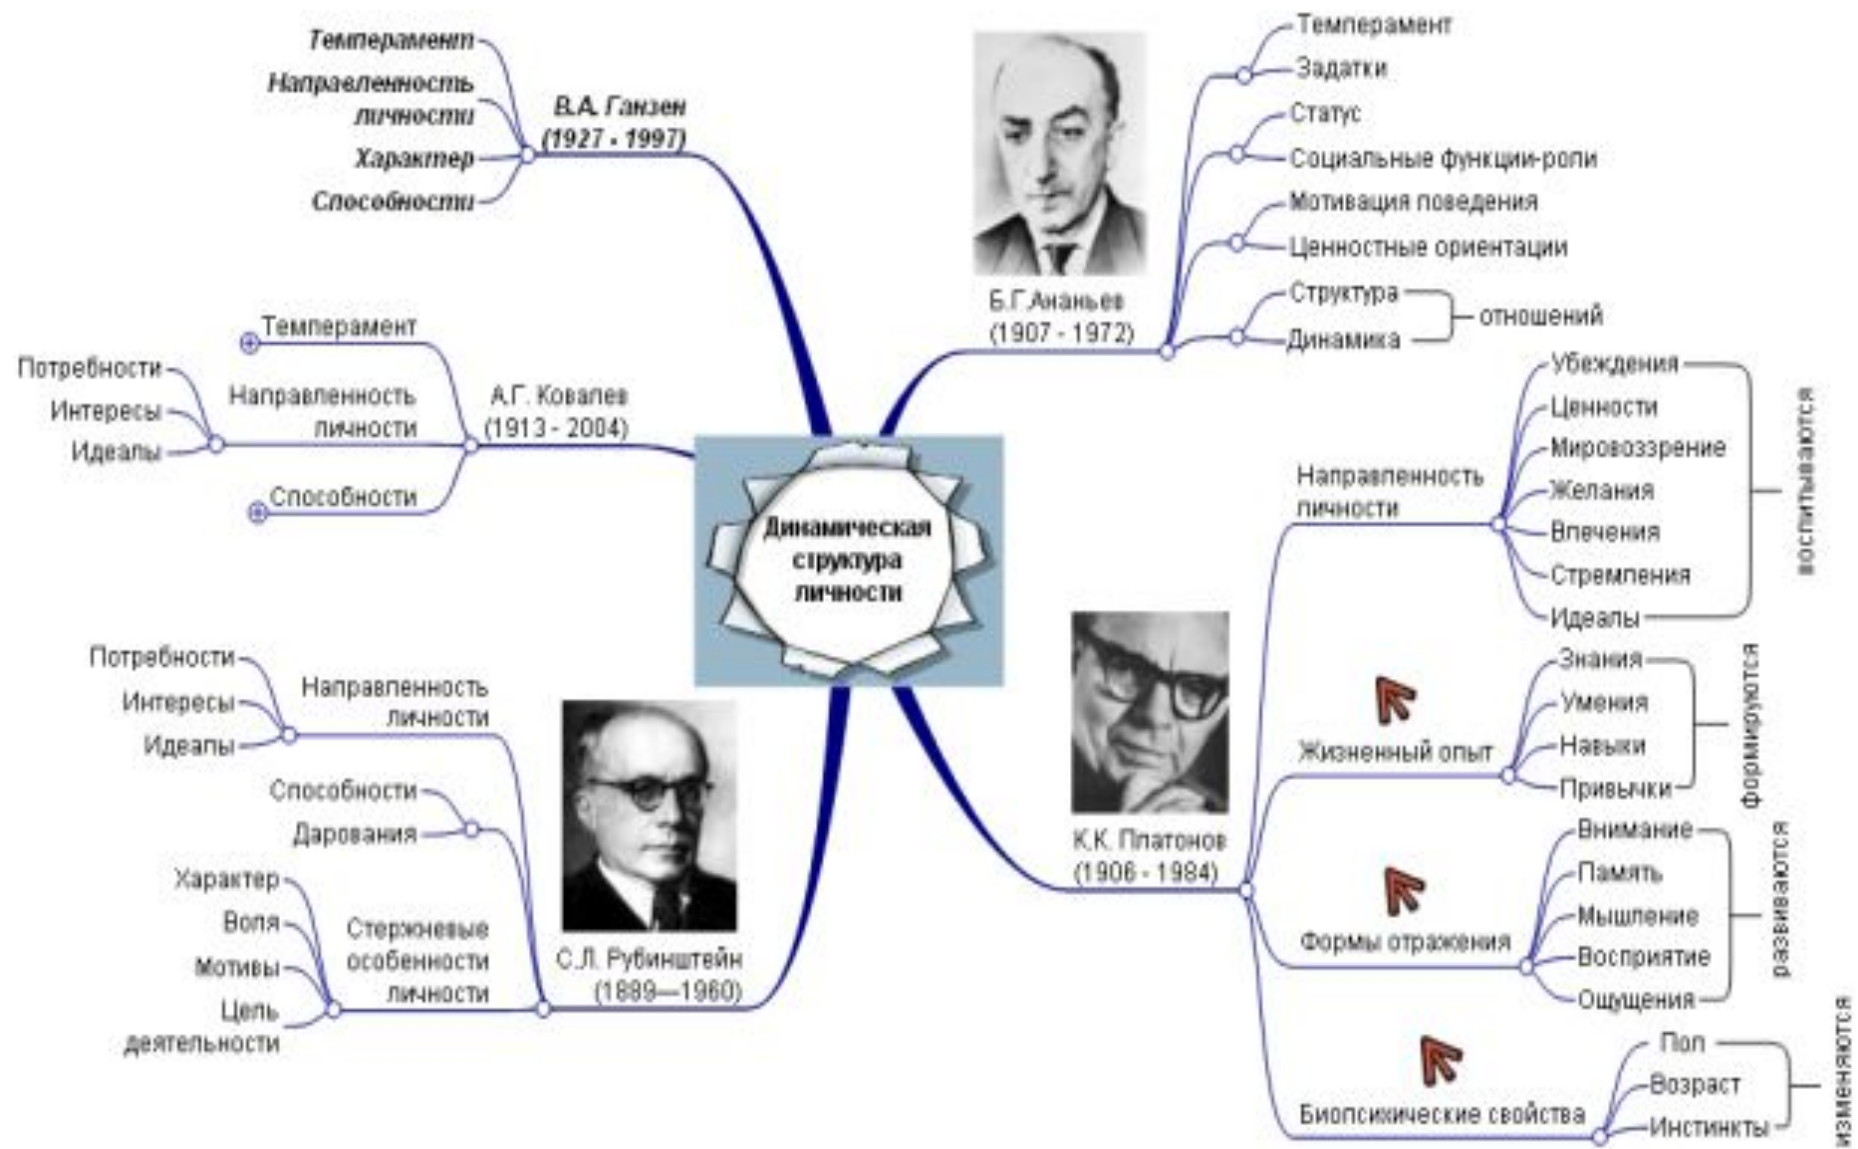 Динамическая
структура
личности
В.А. Ганзен
(1927 - 1997)
Темперамент
Направленность
личности
Характер
Способности
А.Г. Ковалев
(1913 - 2004)
Темперамент
Направленность
личности
Потребности
Интересы
Идеалы
Способности
С.Л. Рубинштейн
(1889—1960)
Направленность
личности
Потребности
Интересы
Идеалы
Способности
Дарования
Стержневые
особенности
личности
Характер
Воля
Мотивы
Цель
деятельности
Б.Г.Ананьев
(1907 - 1972)
Темперамент
Задатки
Статус
Социальные функции-роли
Мотивация поведения
Ценностные ориентации
Структура
Динамика
отношений
К.К. Платонов
(1906 - 1984)
Направленность
личности
Убеждения
Ценности
Мировоззрение
Желания
Влечения
Стремления
Идеалы
воспитываются
Жизненный опыт
Знания
Умения
Навыки
Привычки
формируются
Формы отражения
Внимание
Память
Мышление
Восприятие
Ощущения
развиваются
Биопсихические свойства
Пол
Возраст
Инстинкты
изменяются